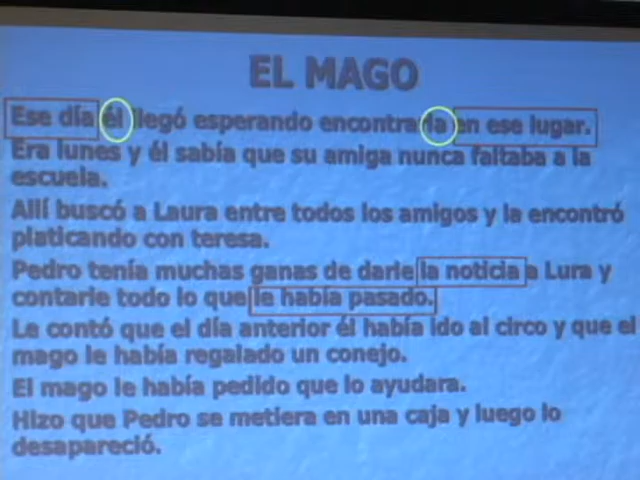 EL MAGO
Ese día él llegó esperando encontrarla en ese lugar.
Era lunes y él sabía que su amiga nunca faltaba a la
escuela.
Allí buscó a Laura entre todos los amigos y la encontró
platicando con teresa.
Pedro tenía muchas ganas de darle la noticia a Lura y
contarle todo lo que le había pasado.
Le contó que el día anterior él había ido al circo y que el
mago le había regalado un conejo.
El mago le había pedido que lo ayudara.
Hizo que Pedro se metiera en una caja y luego lo
desapareció.